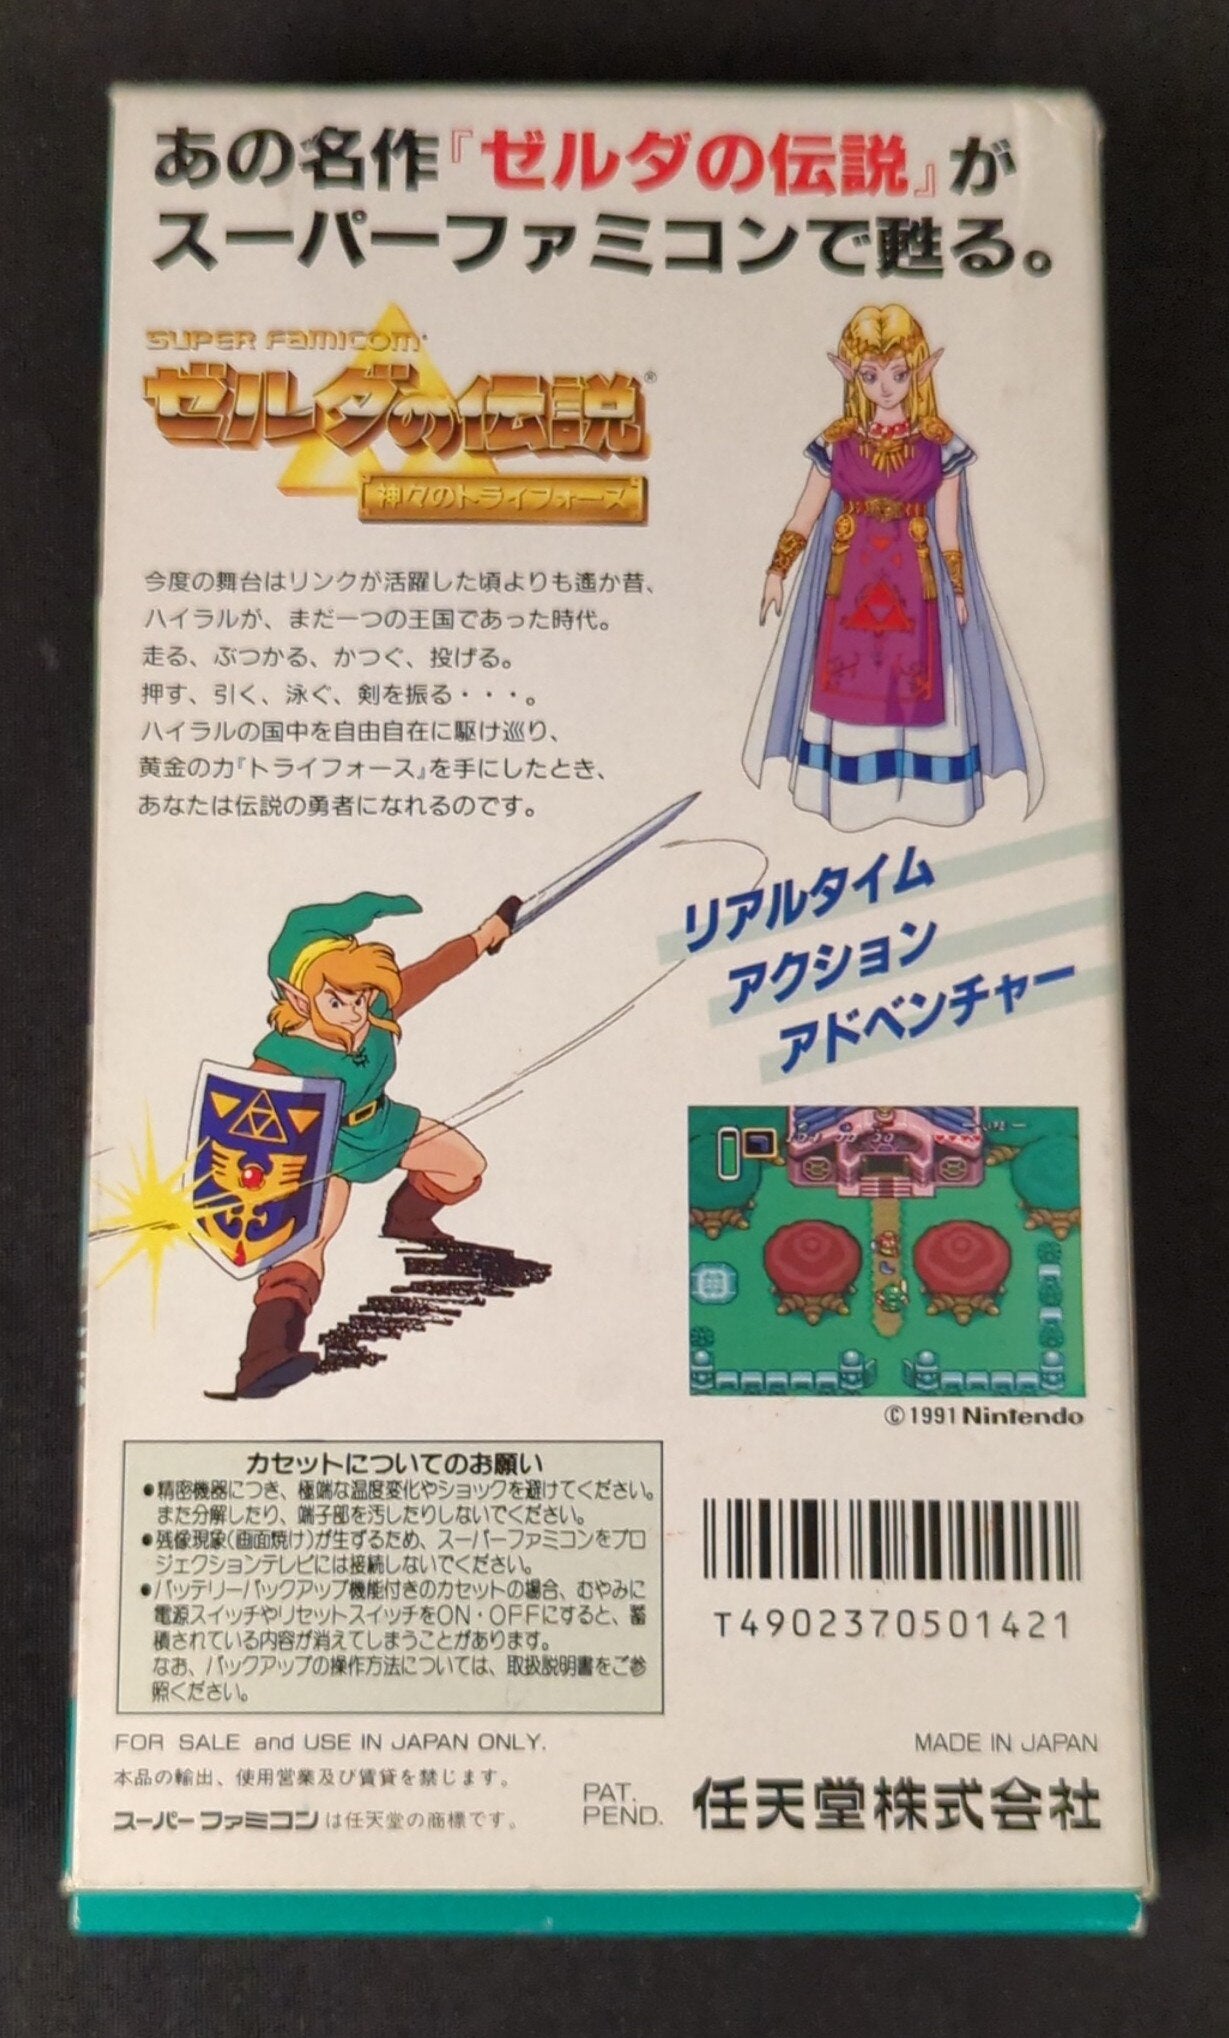 あの名作『ゼルダの伝説』が
スーパーファミコンで甦る。
SUPER FAMICOM
ゼルダの伝説®
神々のトライフォース
今度の舞台はリンクが活躍した頃よりも遙か昔、
ハイラルが、まだ一つの王国であった時代。
走る、ぶつかる、かつぐ、投げる。
押す、引く、泳ぐ、剣を振る・・・。
ハイラルの国中を自由自在に駆け巡り、
黄金の力『トライフォース』を手にしたとき、
あなたは伝説の勇者になれるのです。
リアルタイム
アクション
アドベンチャー
LIFE
©1991 Nintendo
カセットについてのお願い
●精密機器につき、極端な温度変化やショックを避けてください。
また分解したり、端子部を汚したりしないでください。
●残像現象(画面焼け)が生ずるため、スーパーファミコンをプロ
ジェクションテレビには接続しないでください。
●バッテリーバックアップ機能付きのカセットの場合、むやみに
電源スイッチやリセットスイッチをON・OFFにすると、蓄
積されている内容が消えてしまうことがあります。
なお、バックアップの操作方法については、取扱説明書をご参
照ください。
T4902370501421
FOR SALE and USE IN JAPAN ONLY.
本品の輸出、使用営業及び賃貸を禁じます。
スーパーファミコンは任天堂の商標です。
PAT.
PEND.
MADE IN JAPAN
任天堂株式会社